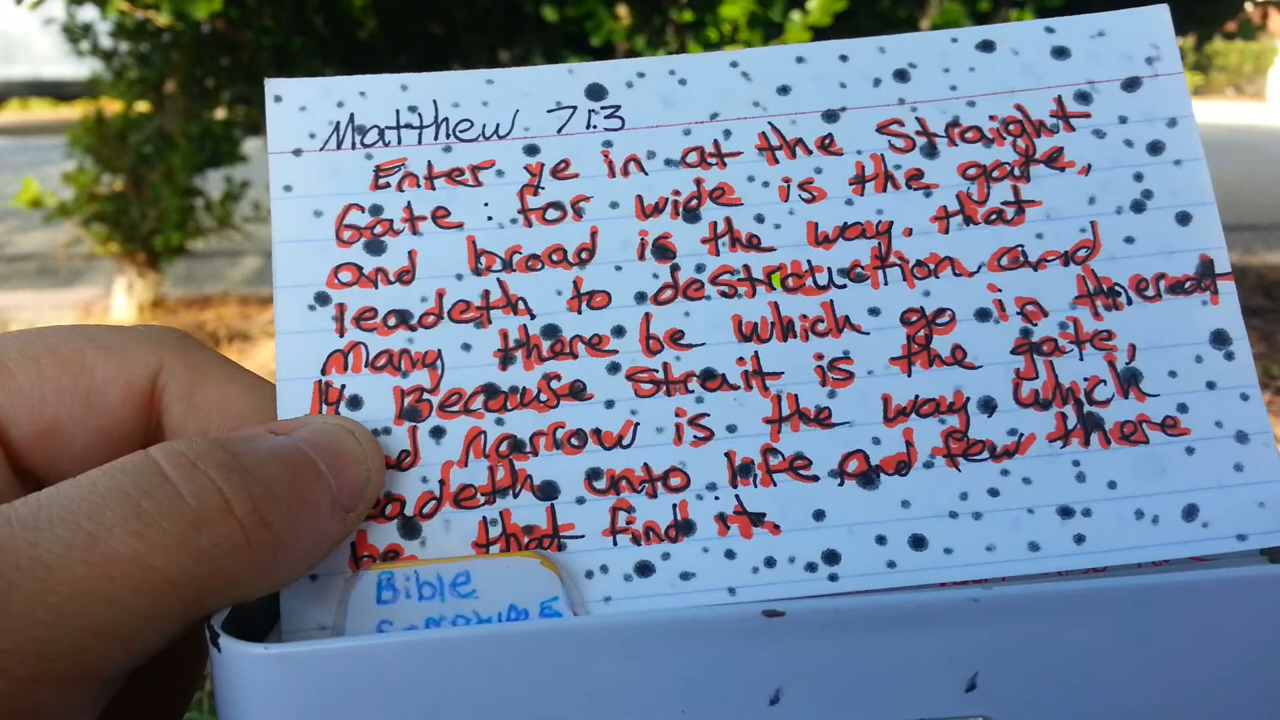 Matthew 7:13
Enter ye in at the Straight
Gate: for wide is the gate,
and broad is the way, that
leadeth to destruction and
many there be which go in thereat
14. Because strait is the gate,
nd narrow is the way, which
eadeth unto life and few there
be that find it.
Bible